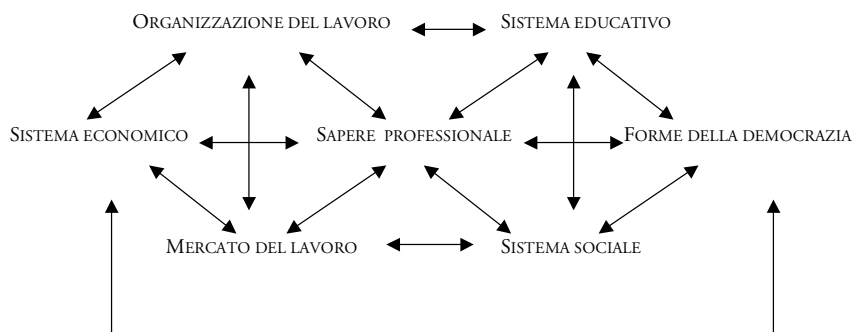 ORGANIZZAZIONE DEL LAVORO
SISTEMA EDUCATIVO
SISTEMA ECONOMICO
SAPERE PROFESSIONALE
FORME DELLA DEMOCRAZIA
MERCATO DEL LAVORO
SISTEMA SOCIALE